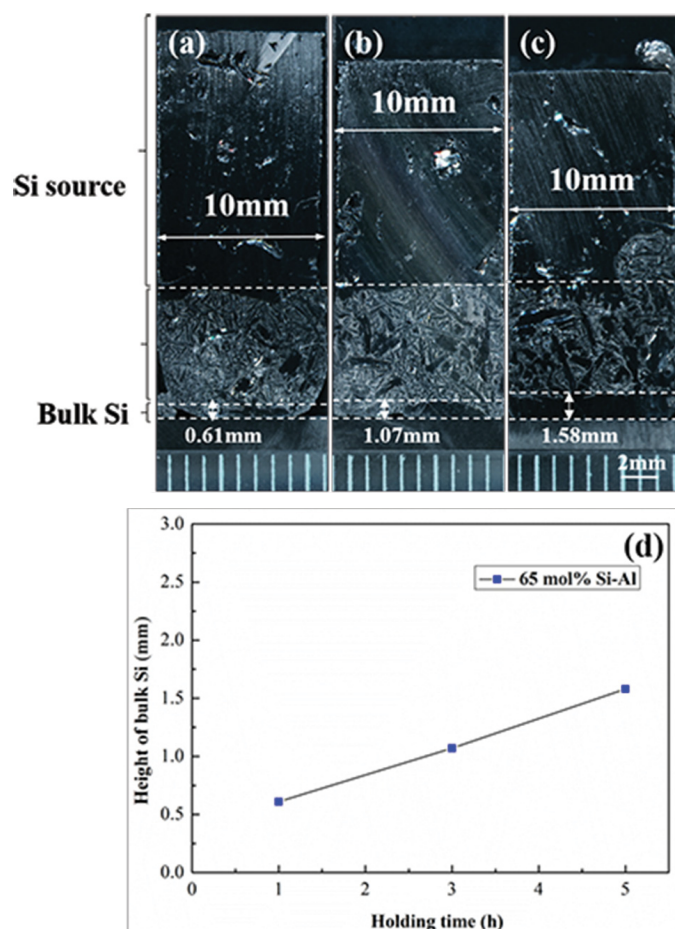 (a)
(b)
(c)
10mm
Si source
10mm
10mm
Bulk Si
0.61mm
1.07mm
1.58mm
2mm
(d)
65 mol% Si-Al
Height of bulk Si (mm)
3.0
2.5
2.0
1.5
1.0
0.5
0.0
0 1 2 3 4 5
Holding time (h)